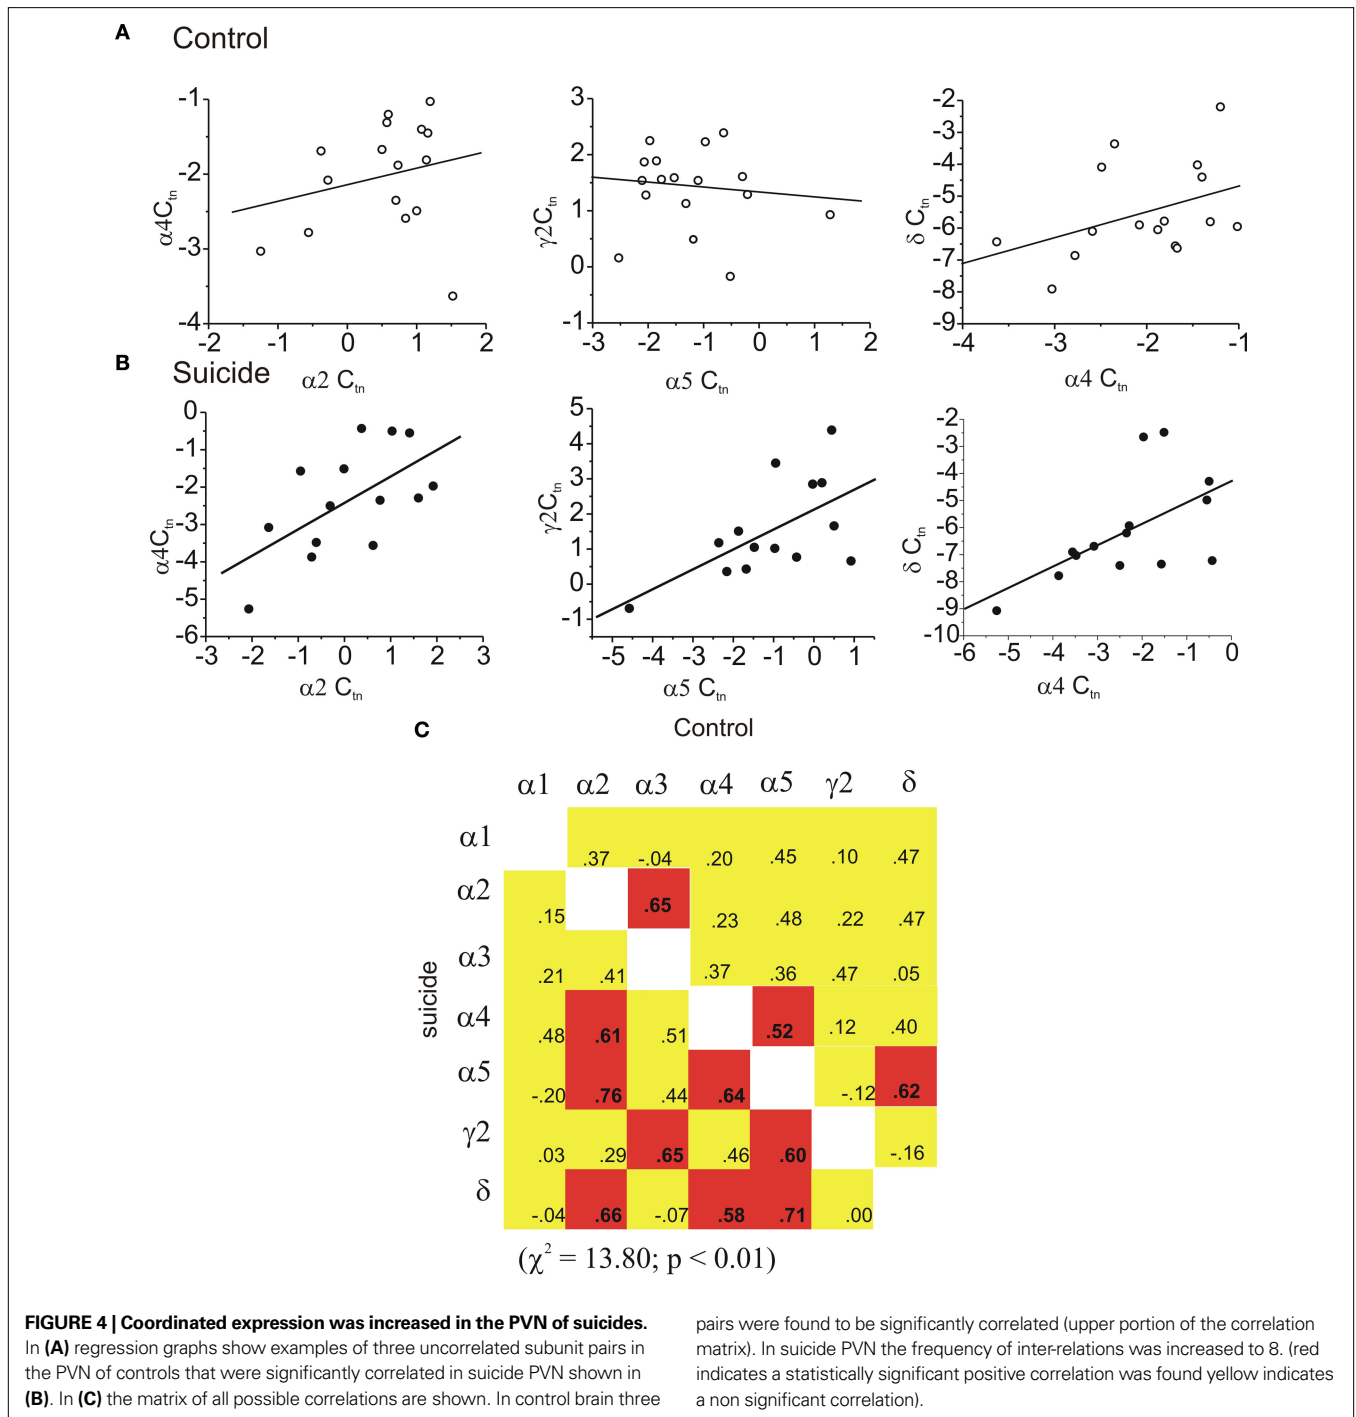 A Control
-1
-2
-3
-4
α4Ctn
-2 -1 0 1 2
α2 Ctn
3
2
1
0
-1
γ2Ctn
-3 -2 -1 0 1 2
α5 Ctn
-2
-3
-4
-5
-6
-7
-8
-9
δ Ctn
-4 -3 -2 -1
α4 Ctn
B Suicide
0
-1
-2
-3
-4
-5
-6
α4Ctn
-3 -2 -1 0 1 2 3
α2 Ctn
5
4
3
2
1
0
-1
γ2Ctn
-5 -4 -3 -2 -1 0 1
α5 Ctn
-2
-3
-4
-5
-6
-7
-8
-9
-10
δ Ctn
-6 -5 -4 -3 -2 -1 0
α4 Ctn
C Control
α1 α2 α3 α4 α5 γ2 δ
suicide
α1 .37 -.04 .20 .45 .10 .47
α2 .15 .65 .23 .48 .22 .47
α3 .21 .41 .37 .36 .47 .05
α4 .48 .61 .51 .52 .12 .40
α5 -.20 .76 .44 .64 -.12 .62
γ2 .03 .29 .65 .46 .60 -.16
δ -.04 .66 -.07 .58 .71 .00
(χ² = 13.80; p < 0.01)
FIGURE 4 | Coordinated expression was increased in the PVN of suicides.
In (A) regression graphs show examples of three uncorrelated subunit pairs in
the PVN of controls that were significantly correlated in suicide PVN shown in
(B). In (C) the matrix of all possible correlations are shown. In control brain three
pairs were found to be significantly correlated (upper portion of the correlation
matrix). In suicide PVN the frequency of inter-relations was increased to 8. (red
indicates a statistically significant positive correlation was found yellow indicates
a non significant correlation).